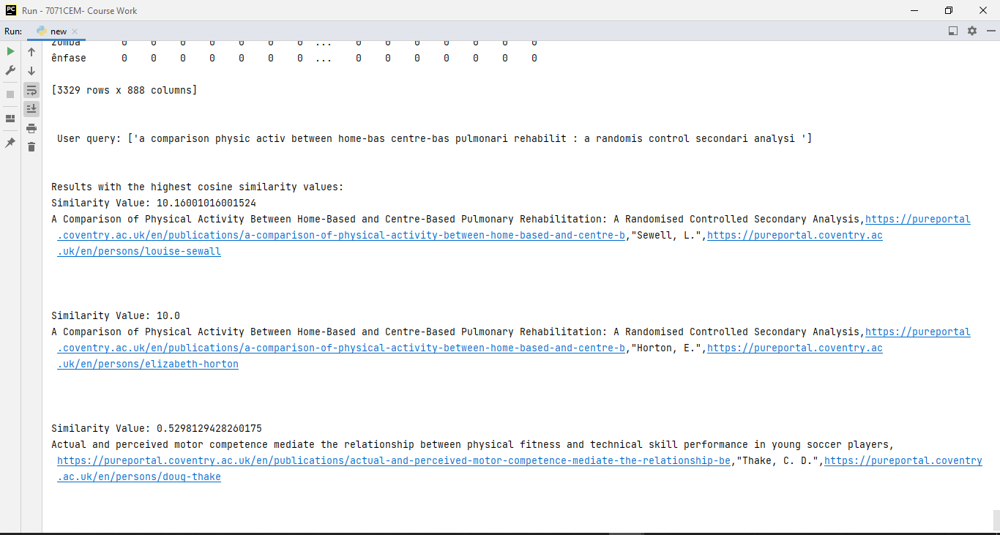 PC Run - 7071CEM- Course Work
Run: new
zomba 0 0 0 0 0 0 0 ... 0 0 0 0 0 0 0
ênfase 0 0 0 0 0 0 0 ... 0 0 0 0 0 0 0
[3329 rows x 888 columns]
User query: ['a comparison physic activ between home-bas centre-bas pulmonari rehabilit : a randomis control secondari analysi ']
Results with the highest cosine similarity values:
Similarity Value: 10.16001016001524
A Comparison of Physical Activity Between Home-Based and Centre-Based Pulmonary Rehabilitation: A Randomised Controlled Secondary Analysis,https://pureportal
.coventry.ac.uk/en/publications/a-comparison-of-physical-activity-between-home-based-and-centre-b,"Sewell, L.",https://pureportal.coventry.ac
.uk/en/persons/louise-sewall
Similarity Value: 10.0
A Comparison of Physical Activity Between Home-Based and Centre-Based Pulmonary Rehabilitation: A Randomised Controlled Secondary Analysis,https://pureportal
.coventry.ac.uk/en/publications/a-comparison-of-physical-activity-between-home-based-and-centre-b,"Horton, E.",https://pureportal.coventry.ac
.uk/en/persons/elizabeth-horton
Similarity Value: 0.5298129428260175
Actual and perceived motor competence mediate the relationship between physical fitness and technical skill performance in young soccer players,
https://pureportal.coventry.ac.uk/en/publications/actual-and-perceived-motor-competence-mediate-the-relationship-be,"Thake, C. D.",https://pureportal.coventry
.ac.uk/en/persons/doug-thake